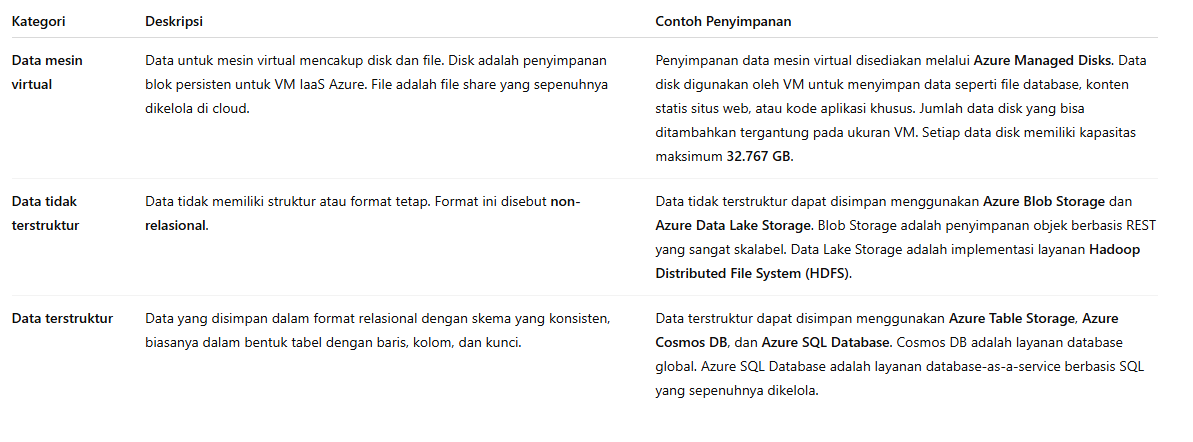 Kategori Deskripsi Contoh Penyimpanan
Data mesin virtual
Data untuk mesin virtual mencakup disk dan file. Disk adalah penyimpanan
blok persisten untuk VM IaaS Azure. File adalah file share yang sepenuhnya
dikelola di cloud.
Penyimpanan data mesin virtual disediakan melalui Azure Managed Disks. Data
disk digunakan oleh VM untuk menyimpan data seperti file database, konten
statis situs web, atau kode aplikasi khusus. Jumlah data disk yang bisa
ditambahkan tergantung pada ukuran VM. Setiap data disk memiliki kapasitas
maksimum 32.767 GB.
Data tidak
terstruktur
Data tidak memiliki struktur atau format tetap. Format ini disebut non-
relasional.
Data tidak terstruktur dapat disimpan menggunakan Azure Blob Storage dan
Azure Data Lake Storage. Blob Storage adalah penyimpanan objek berbasis REST
yang sangat skalabel. Data Lake Storage adalah implementasi layanan Hadoop
Distributed File System (HDFS).
Data terstruktur
Data yang disimpan dalam format relasional dengan skema yang konsisten,
biasanya dalam bentuk tabel dengan baris, kolom, dan kunci.
Data terstruktur dapat disimpan menggunakan Azure Table Storage, Azure
Cosmos DB, dan Azure SQL Database. Cosmos DB adalah layanan database
global. Azure SQL Database adalah layanan database-as-a-service berbasis SQL
yang sepenuhnya dikelola.